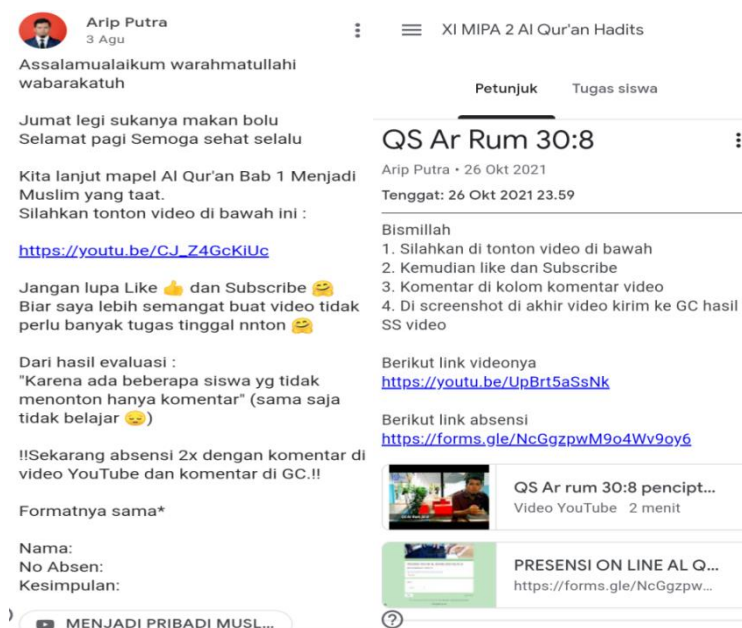 Arip Putra
3 Agu
Assalamualaikum warahmatullahi
wabarakatuh
Jumat legi sukanya makan bolu
Selamat pagi Semoga sehat selalu
Kita lanjut mapel Al Qur'an Bab 1 Menjadi
Muslim yang taat.
Silahkan tonton video di bawah ini :
https://youtu.be/CJ_Z4GcKiUc
Jangan lupa Like 👍 dan Subscribe 🤗
Biar saya lebih semangat buat video tidak
perlu banyak tugas tinggal nnton 🤗
Dari hasil evaluasi :
"Karena ada beberapa siswa yg tidak
menonton hanya komentar" (sama saja
tidak belajar 😔)
!!Sekarang absensi 2x dengan komentar di
video YouTube dan komentar di GC.!!
Formatnya sama*
Nama:
No Absen:
Kesimpulan:
MENJADI PRIBADI MUSL...
XI MIPA 2 Al Qur'an Hadits
Petunjuk Tugas siswa
QS Ar Rum 30:8
Arip Putra • 26 Okt 2021
Tenggat: 26 Okt 2021 23.59
Bismillah
1. Silahkan di tonton video di bawah
2. Kemudian like dan Subscribe
3. Komentar di kolom komentar video
4. Di screenshot di akhir video kirim ke GC hasil
SS video
Berikut link videonya
https://youtu.be/UpBrt5aSsNk
Berikut link absensi
https://forms.gle/NcGgzpwM9o4Wv9oy6
QS Ar rum 30:8 pencipt...
Video YouTube 2 menit
PRESENSI ON LINE AL Q...
https://forms.gle/NcGgzpw...